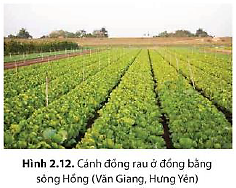 Hình 2.12. Cánh đồng rau ở đồng bằng
sông Hồng (Văn Giang, Hưng Yên)